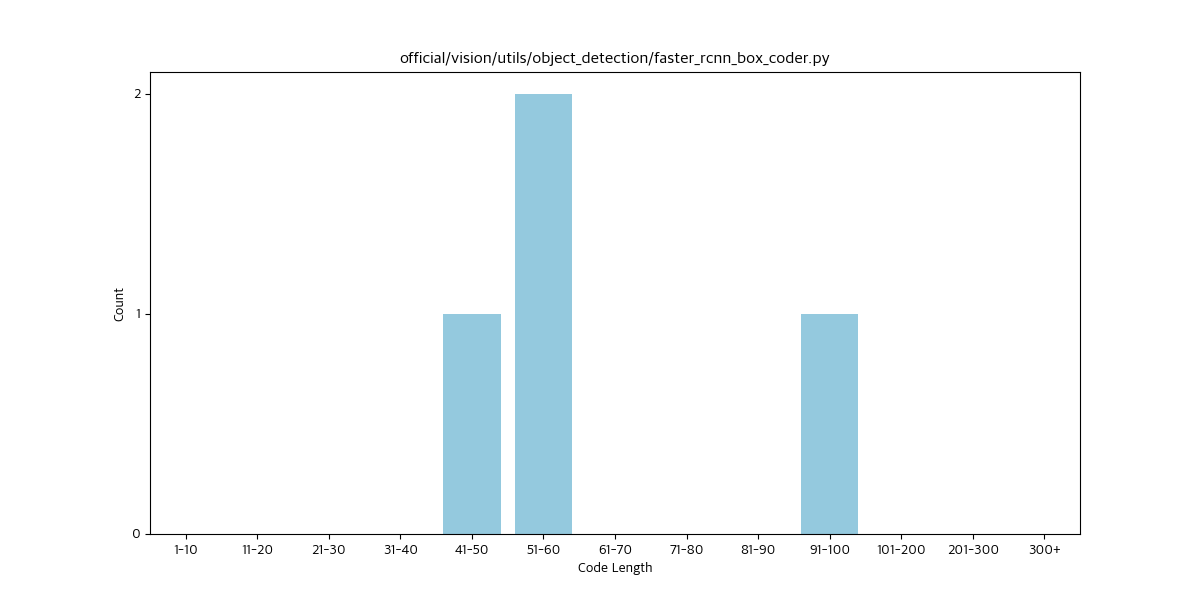 official/vision/utils/object_detection/faster_rcnn_box_coder.py
Count
2
1
0
1-10 11-20 21-30 31-40 41-50 51-60 61-70 71-80 81-90 91-100 101-200 201-300 300+
Code Length